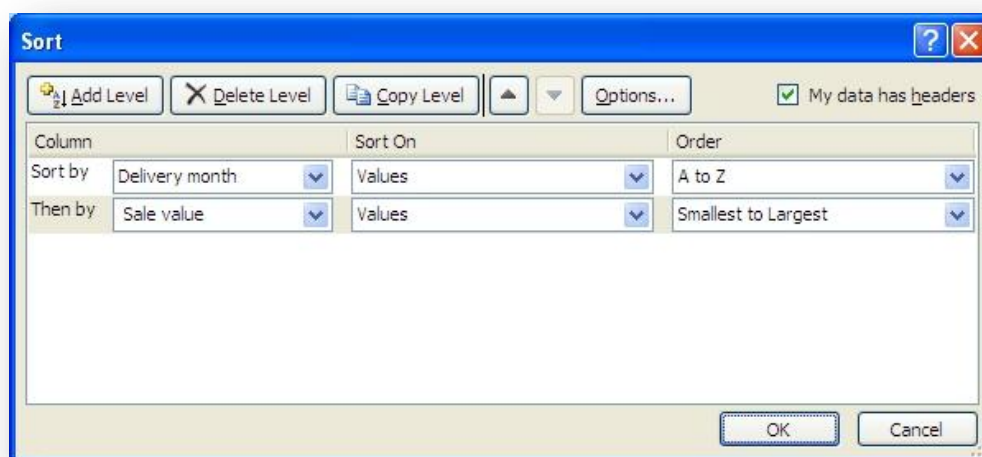 Sort
Add Level Delete Level Copy Level Options... My data has headers
Column Sort On Order
Sort by Delivery month Values A to Z
Then by Sale value Values Smallest to Largest
OK Cancel